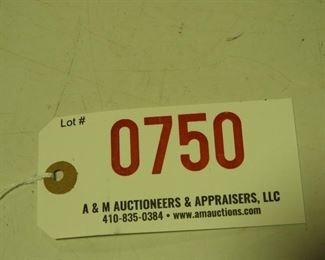 Lot #
0750
A & M AUCTIONEERS & APPRAISERS, LLC
410-835-0384 • www.amauctions.com